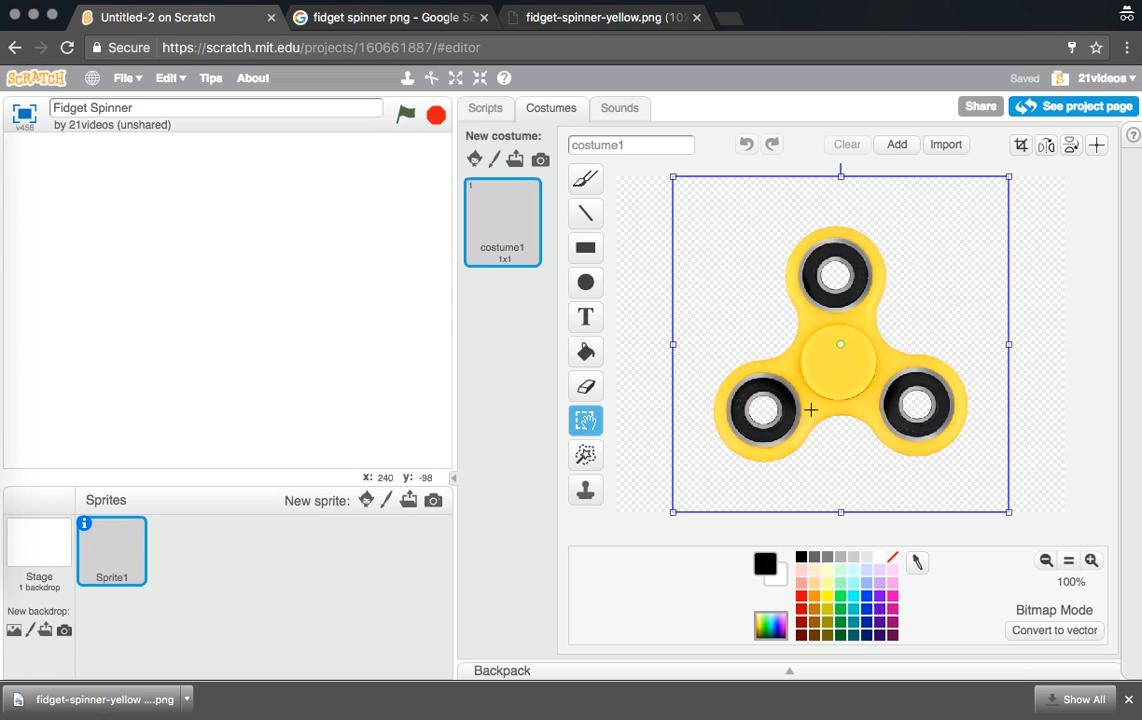 Untitled-2 on Scratch
fidget spinner png - Google Se
fidget-spinner-yellow.png (102
Secure
https://scratch.mit.edu/projects/160661887/#editor
SCRATCH
File
Edit
Tips
About
Saved
21videos
v456
Fidget Spinner
by 21videos (unshared)
Scripts
Costumes
Sounds
Share
See project page
New costume:
costume1
Clear
Add
Import
1
costume1
1x1
T
x: 240 y: -98
Sprites
New sprite:
Stage
1 backdrop
Sprite1
New backdrop:
100%
Bitmap Mode
Convert to vector
Backpack
fidget-spinner-yellow ....png
Show All